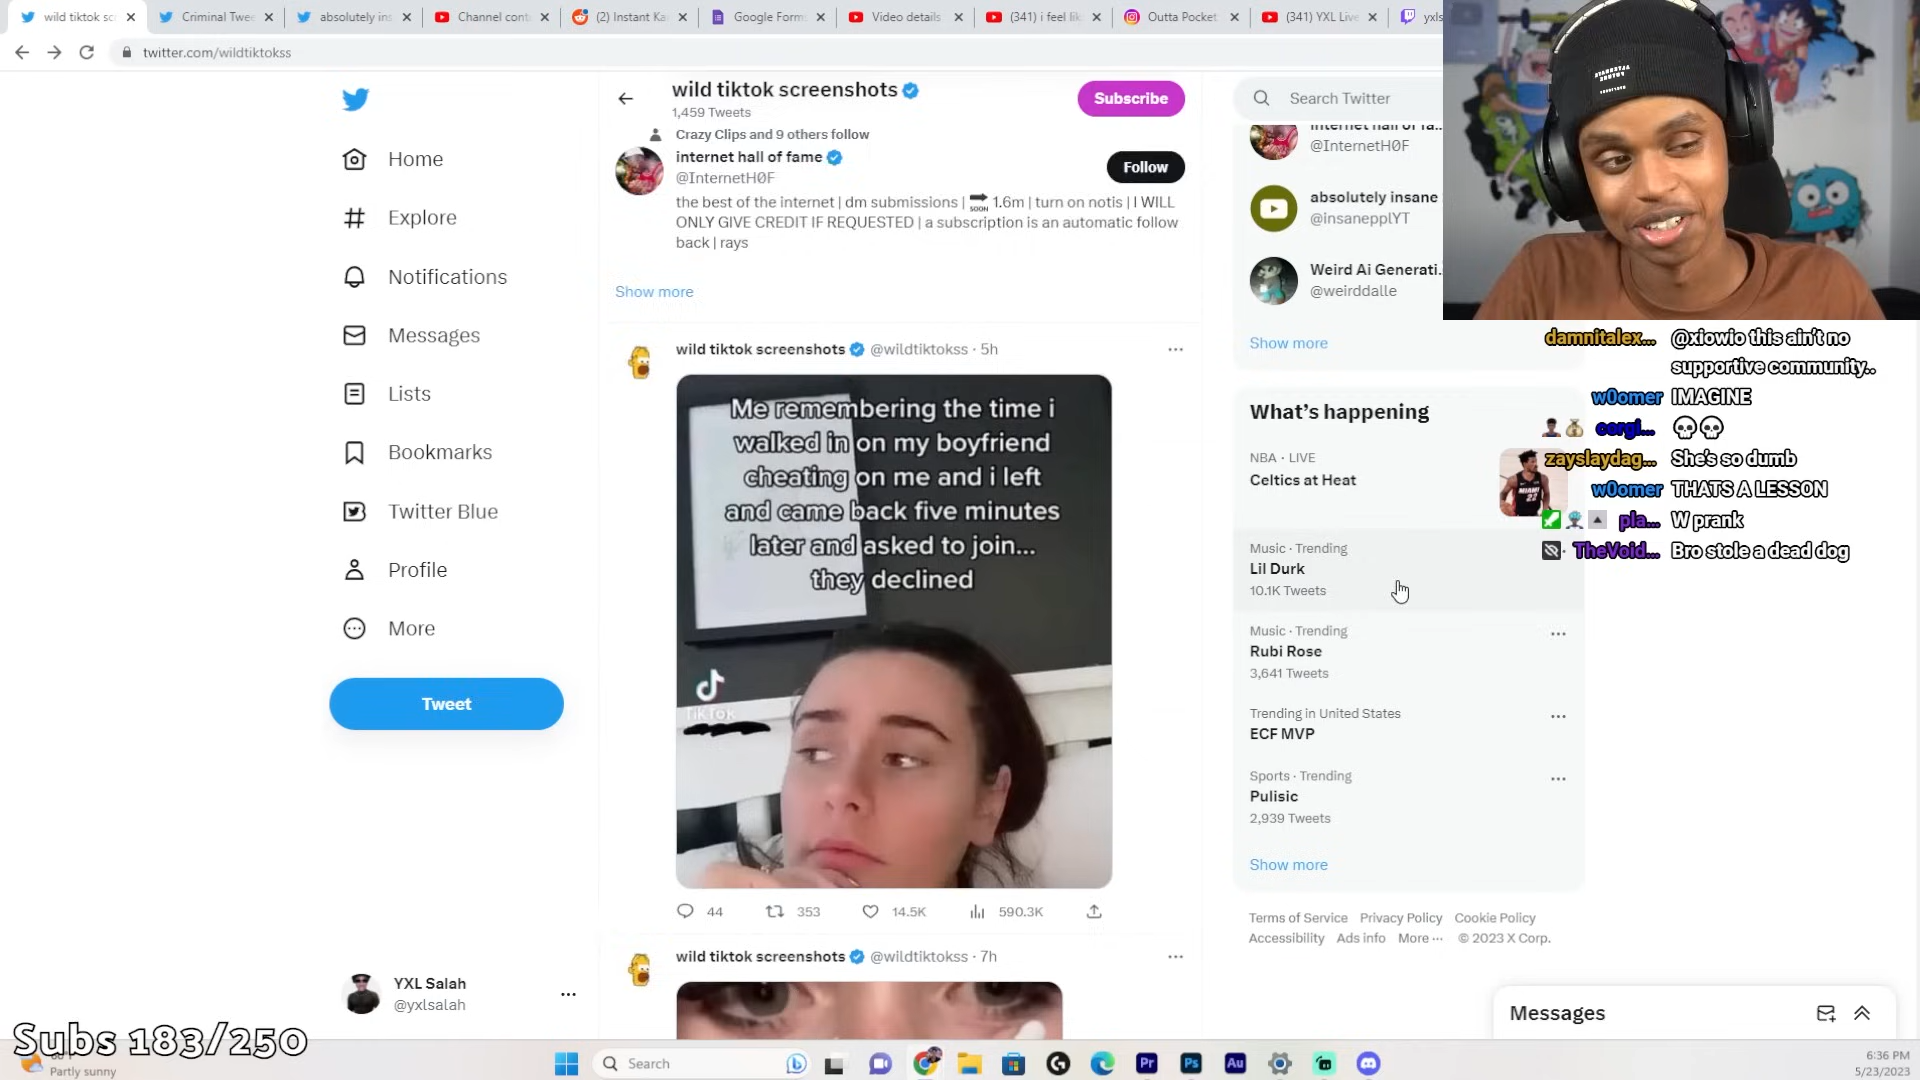 wild tiktok sc
Criminal Twee
absolutely ins
Channel cont
(2) Instant Ka
Google Form
Video details
(341) i feel lik
Outta Pocket
(341) YXL Live
yxls
twitter.com/wildtiktokss
Home
Explore
Notifications
Messages
Lists
Bookmarks
Twitter Blue
Profile
More
Tweet
YXL Salah
@yxlsalah
wild tiktok screenshots
1,459 Tweets
Subscribe
Crazy Clips and 9 others follow
internet hall of fame
@InternetH0F
Follow
the best of the internet | dm submissions | SOON 1.6m | turn on notis | I WILL
ONLY GIVE CREDIT IF REQUESTED | a subscription is an automatic follow
back | rays
Show more
wild tiktok screenshots @wildtiktokss · 5h
Me remembering the time i
walked in on my boyfriend
cheating on me and i left
and came back five minutes
later and asked to join...
they declined
TikTok
44 353 14.5K 590.3K
wild tiktok screenshots @wildtiktokss · 7h
Search Twitter
@InternetH0F
absolutely insane
@insanepplYT
Weird Ai Generati..
@weirddalle
Show more
What's happening
NBA · LIVE
Celtics at Heat
MIAMI
22
Music · Trending
Lil Durk
10.1K Tweets
Music · Trending
Rubi Rose
3,641 Tweets
Trending in United States
ECF MVP
Sports · Trending
Pulisic
2,939 Tweets
Show more
Terms of Service Privacy Policy Cookie Policy
Accessibility Ads info More ··· © 2023 X Corp.
Messages
damnitalex... @xiowio this ain't no
supportive community..
w0omer IMAGINE
corgi...
zayslaydag... She's so dumb
w0omer THATS A LESSON
pla... W prank
TheVoid... Bro stole a dead dog
Subs 183/250
Partly sunny
Search
Pr
Ps
Au
6:36 PM
5/23/2023